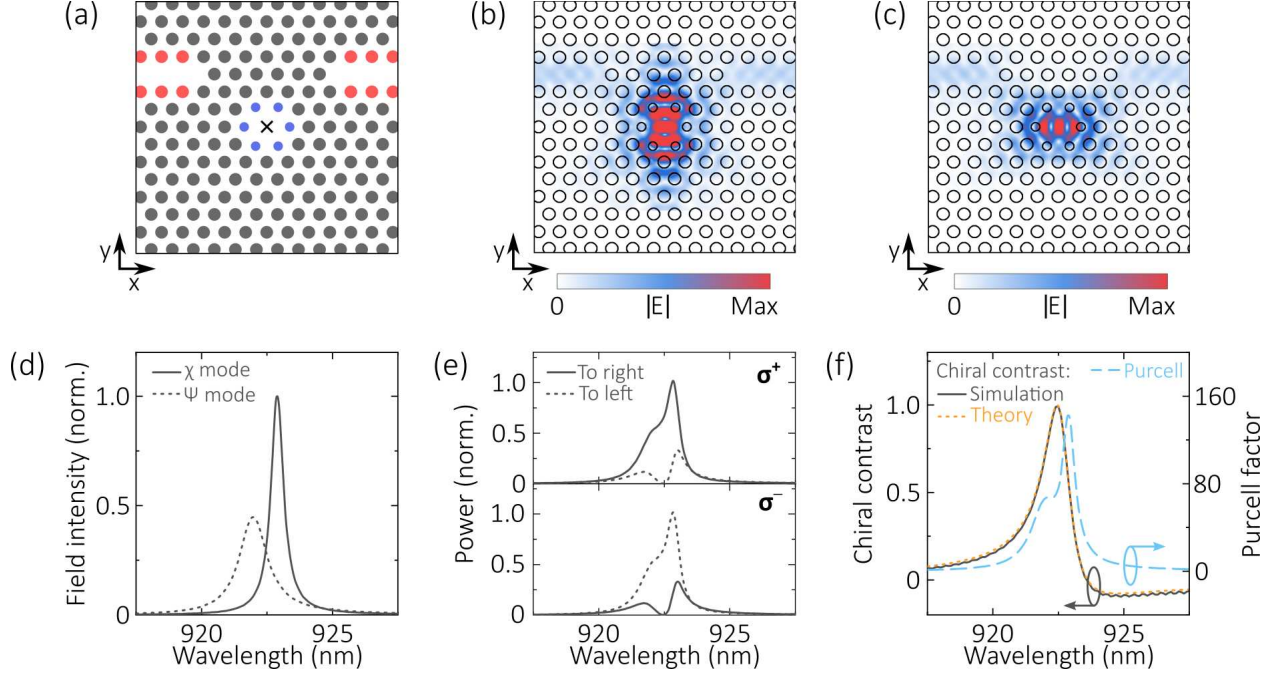 (a)
y
x
(b)
y
x
0 |E| Max
(c)
y
x
0 |E| Max
(d)
Field intensity (norm.)
1.0
0.5
0
χ mode
Ψ mode
920 925
Wavelength (nm)
(e)
Power (norm.)
1.0
0.5
0
To right
To left
σ+
1.0
0.5
0
σ−
920 925
Wavelength (nm)
(f)
Chiral contrast
1.0
0.5
0
Chiral contrast:
Simulation
Theory
Purcell
160
80
0
Purcell factor
920 925
Wavelength (nm)